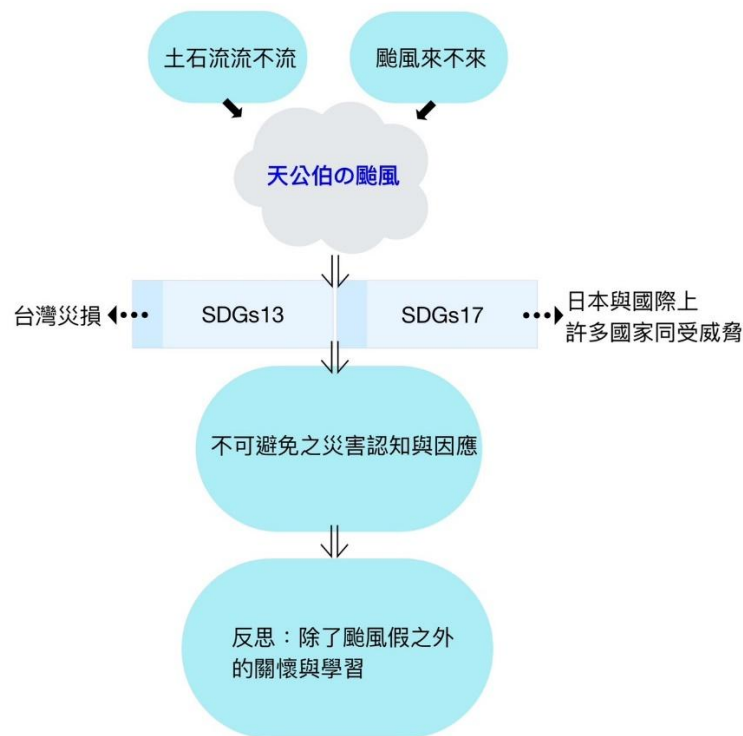 土石流流不流
颱風來不來
天公伯の颱風
台灣災損
SDGs13
SDGs17
日本與國際上
許多國家同受威脅
不可避免之災害認知與因應
反思：除了颱風假之外
的關懷與學習